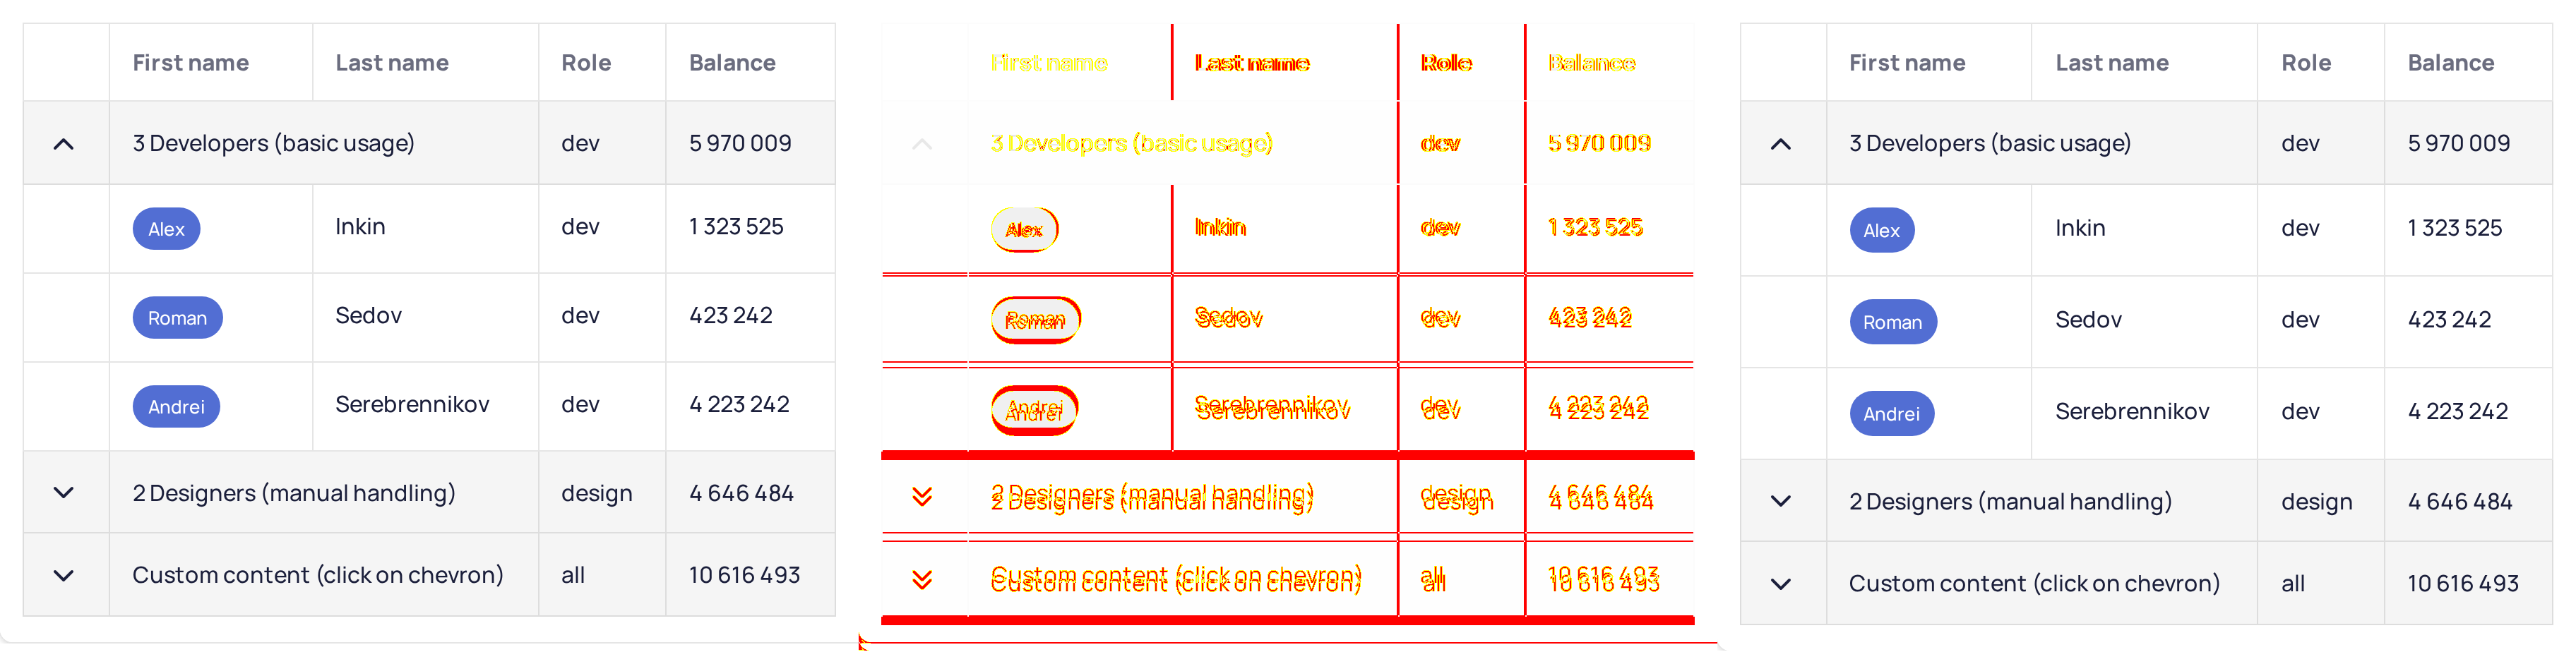 First name Last name Role Balance
3 Developers (basic usage) dev 5 970 009
Alex Inkin dev 1 323 525
Roman Sedov dev 423 242
Andrei Serebrennikov dev 4 223 242
2 Designers (manual handling) design 4 646 484
Custom content (click on chevron) all 10 616 493
First name Last name Role Balance
3 Developers (basic usage) dev 5 970 009
Alex Inkin dev 1 323 525
Roman Sedov dev 423 242
Andrei Serebrennikov dev 4 223 242
2 Designers (manual handling) design 4 646 484
Custom content (click on chevron) all 10 616 493
First name Last name Role Balance
3 Developers (basic usage) dev 5 970 009
Alex Inkin dev 1 323 525
Roman Sedov dev 423 242
Andrei Serebrennikov dev 4 223 242
2 Designers (manual handling) design 4 646 484
Custom content (click on chevron) all 10 616 493